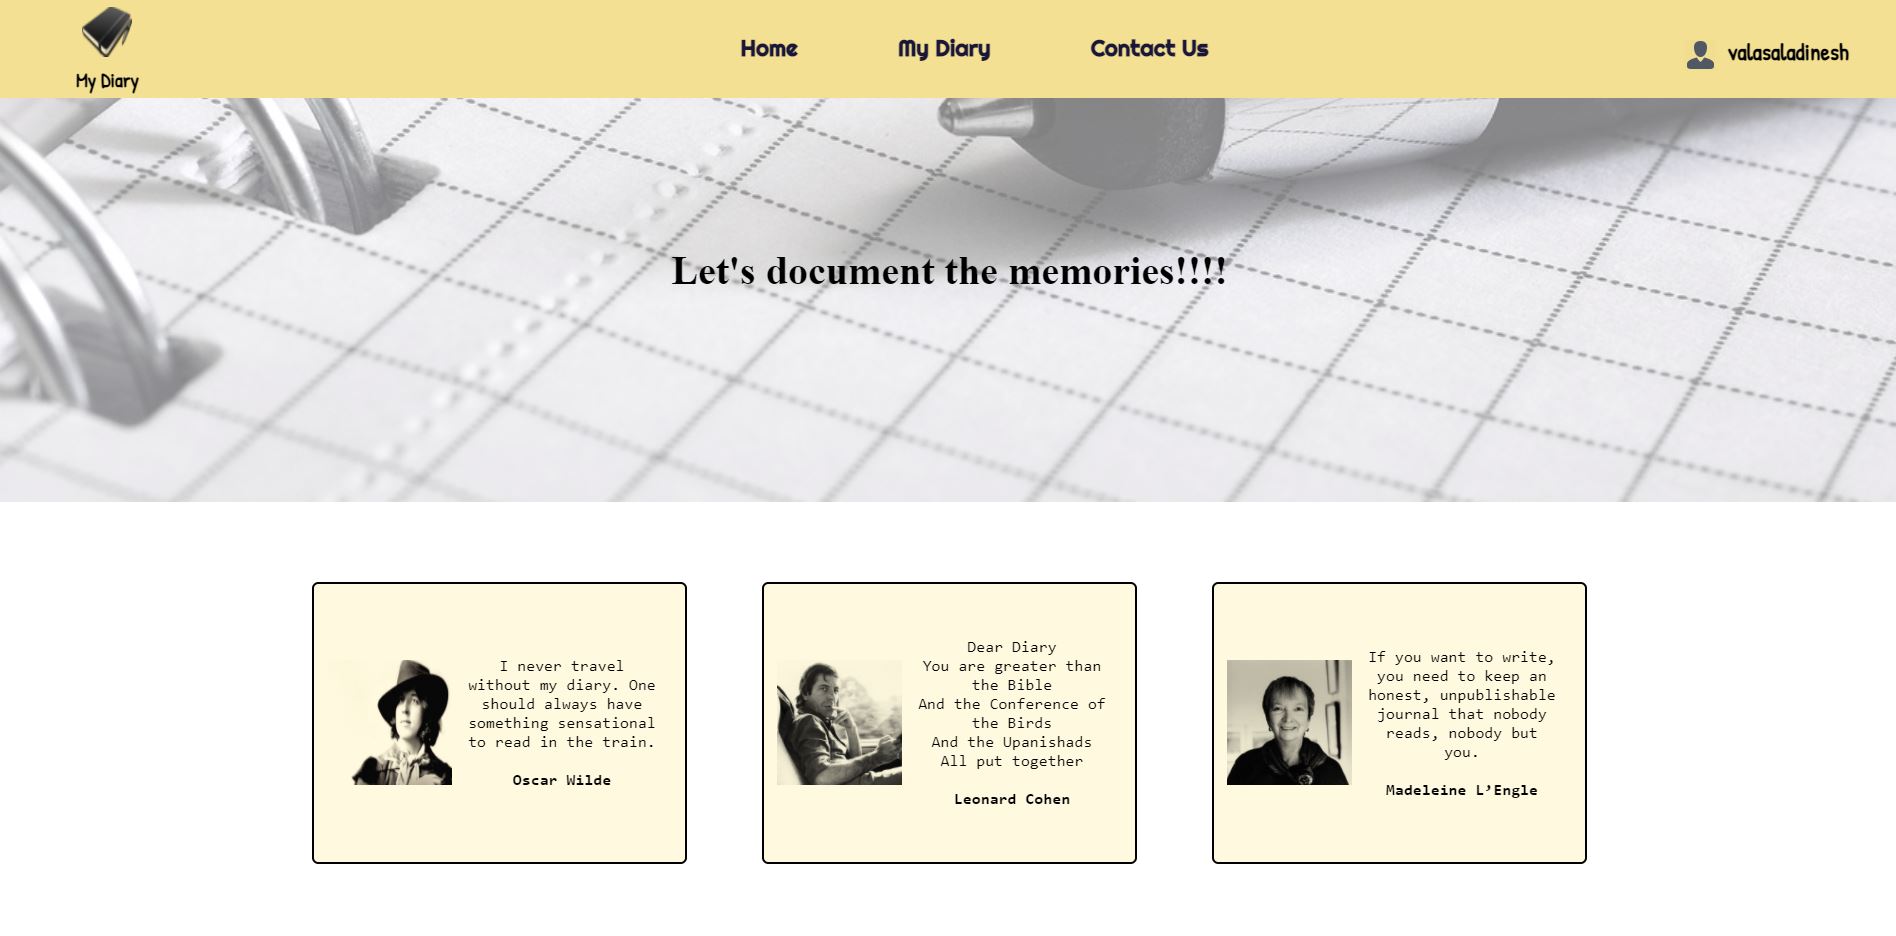 My Diary
Home
My Diary
Contact Us
valasaladinesh
Let's document the memories!!!!
I never travel
without my diary. One
should always have
something sensational
to read in the train.
Oscar Wilde
Dear Diary
You are greater than
the Bible
And the Conference of
the Birds
And the Upanishads
All put together
Leonard Cohen
If you want to write,
you need to keep an
honest, unpublishable
journal that nobody
reads, nobody but
you.
Madeleine L’Engle